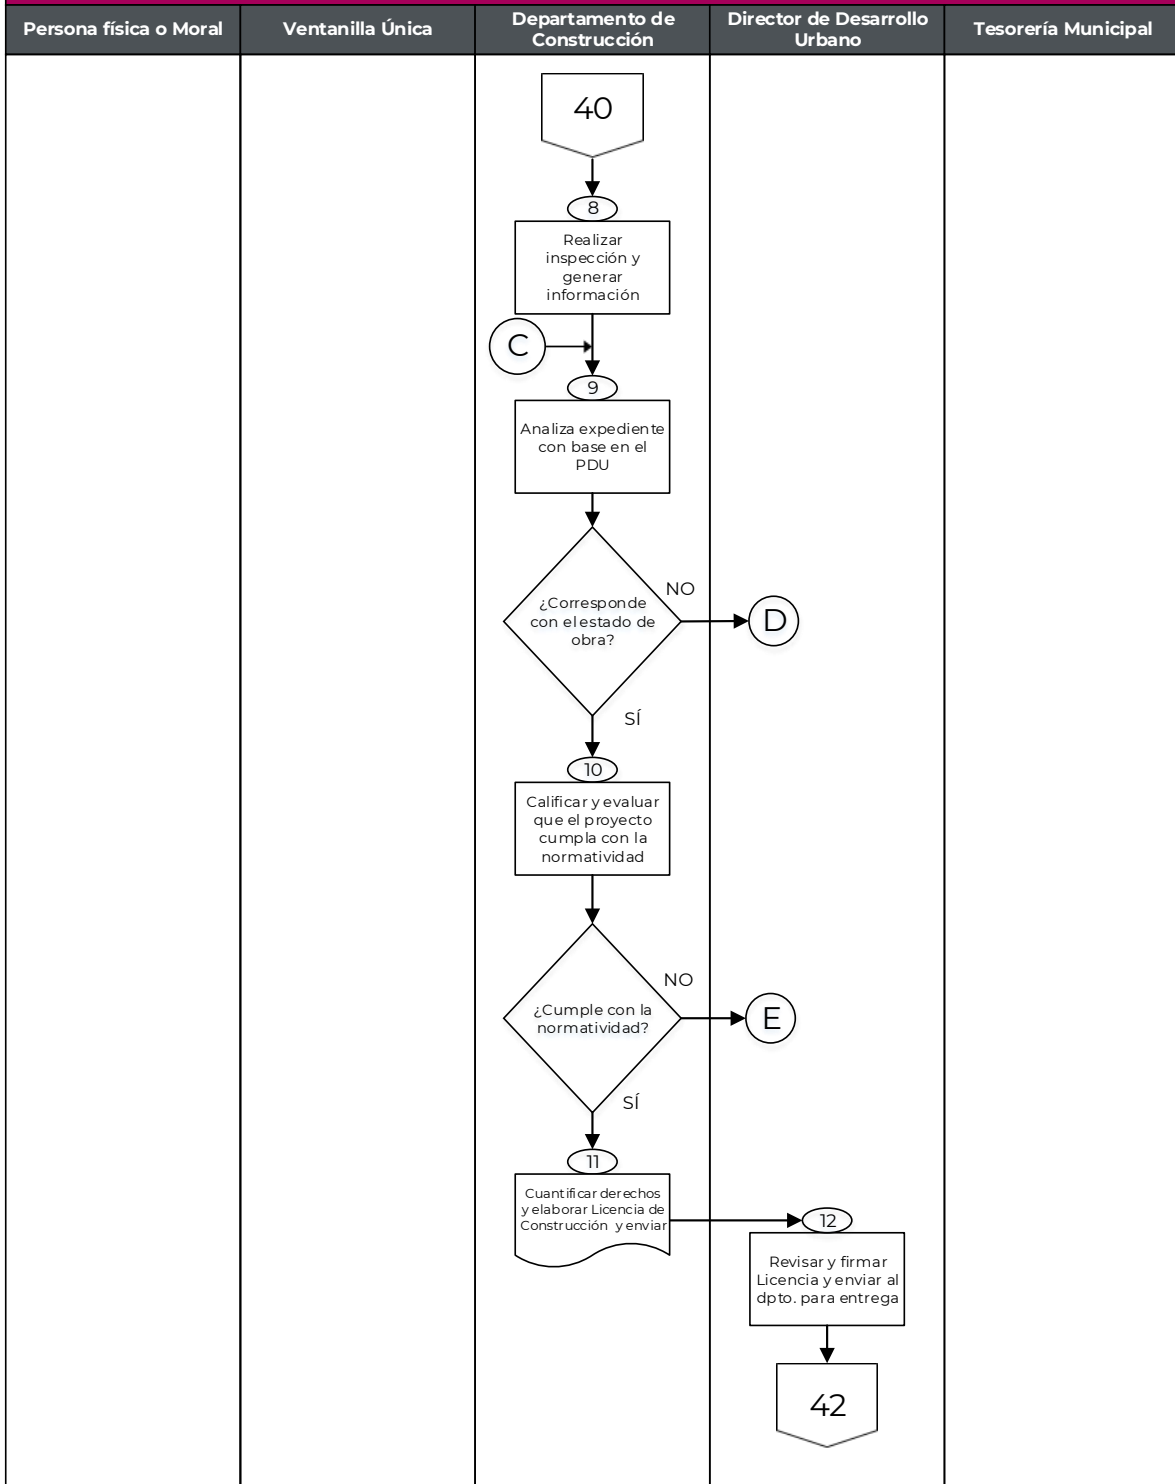 Persona física o Moral
Ventanilla Única
Departamento de
Construcción
Director de Desarrollo
Urbano
Tesorería Municipal
40
8
Realizar
inspección y
generar
información
C
9
Analiza expediente
con base en el
PDU
¿Corresponde
con el estado de
obra?
NO
D
SÍ
10
Calificar y evaluar
que el proyecto
cumpla con la
normatividad
¿Cumple con la
normatividad?
NO
E
SÍ
11
Cuantificar derechos
y elaborar Licencia de
Construcción y enviar
12
Revisar y firmar
Licencia y enviar al
dpto. para entrega
42